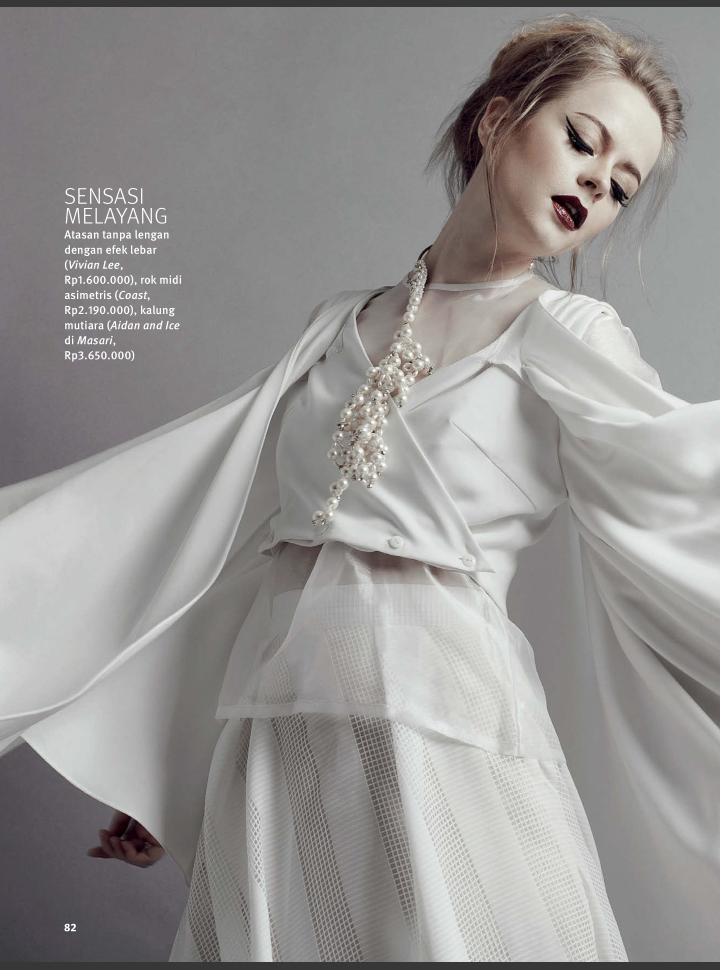 SENSASI
MELAYANG
Atasan tanpa lengan
dengan efek lebar
(Vivian Lee,
Rp1.600.000), rok midi
asimetris (Coast,
Rp2.190.000), kalung
mutiara (Aidan and Ice
di Masari,
Rp3.650.000)
82